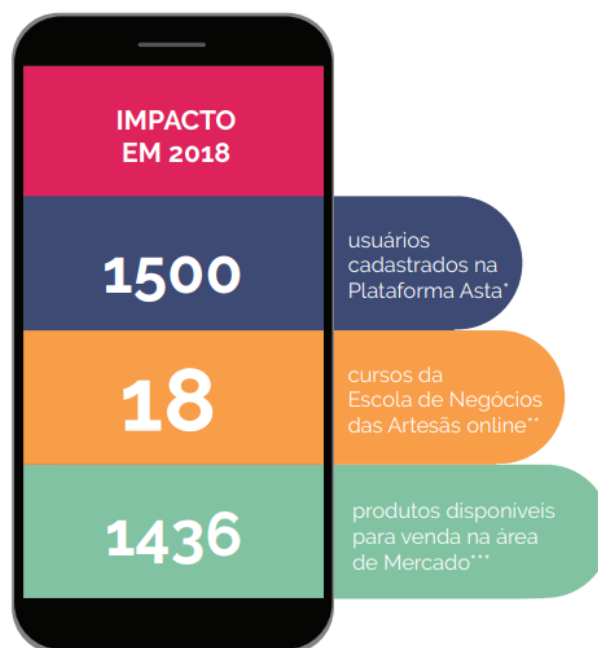 IMPACTO
EM 2018
1500
usuários
cadastrados na
Plataforma Asta*
18
cursos da
Escola de Negócios
das Artesãs online**
1436
produtos disponíveis
para venda na área
de Mercado***